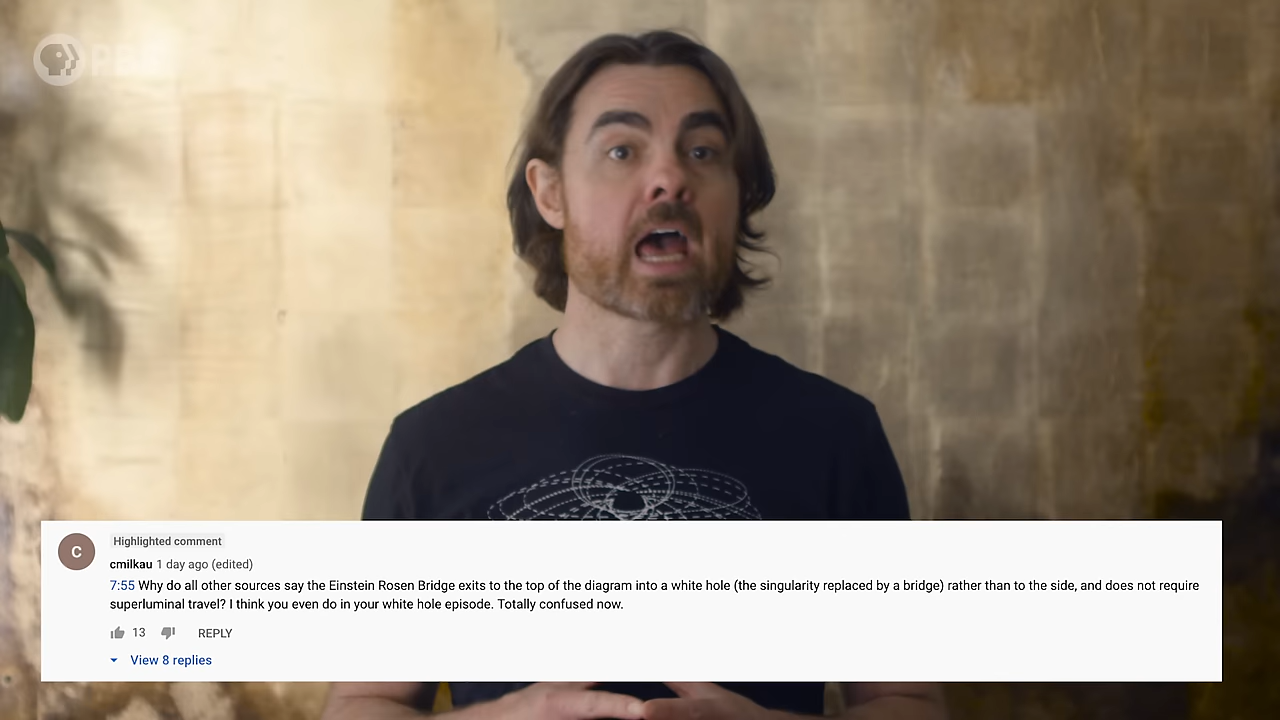 PBS
Highlighted comment
C
cmilkau 1 day ago (edited)
7:55 Why do all other sources say the Einstein Rosen Bridge exits to the top of the diagram into a white hole (the singularity replaced by a bridge) rather than to the side, and does not require
superluminal travel? I think you even do in your white hole episode. Totally confused now.
13 REPLY
View 8 replies